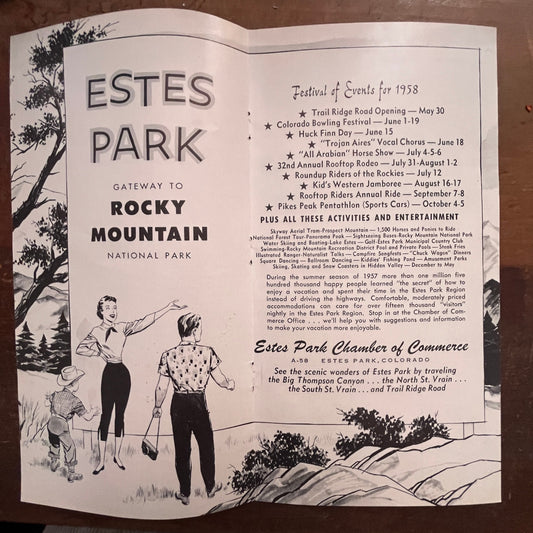 ESTES
PARK
GATEWAY TO
ROCKY
MOUNTAIN
NATIONAL PARK
Festival of Events for 1958
★ Trail Ridge Road Opening — May 30
★ Colorado Bowling Festival — June 1-19
★ Huck Finn Day — June 15
★ "Trojan Aires" Vocal Chorus — June 18
★ "All Arabian" Horse Show — July 4-5-6
★ 32nd Annual Rooftop Rodeo — July 31-August 1-2
★ Roundup Riders of the Rockies — July 12
★ Kid's Western Jamboree — August 16-17
★ Rooftop Riders Annual Ride — September 7-8
★ Pikes Peak Pentathlon (Sports Cars) — October 4-5
PLUS ALL THESE ACTIVITIES AND ENTERTAINMENT
Skyway Aerial Tram-Prospect Mountain — 1,500 Horses and Ponies to Ride
National Forest Tour-Panorama Peak — Sightseeing Buses-Rocky Mountain National Park
Water Skiing and Boating-Lake Estes — Golf-Estes Park Municipal Country Club
Swimming-Rocky Mountain Recreation District Pool and Private Pools — Steak Fries
Illustrated Ranger-Naturalist Talks — Campfire Songfests — "Chuck Wagon" Dinners
Square Dancing — Ballroom Dancing — Kiddies' Fishing Pond — Amusement Parks
Skiing, Skating and Snow Coasters in Hidden Valley — December to May
During the summer season of 1957 more than one million five
hundred thousand happy people learned "the secret" of how to
enjoy a vacation and spent their time in the Estes Park Region
instead of driving the highways. Comfortable, moderately priced
accommodations can care for over fifteen thousand "visitors"
nightly in the Estes Park Region. Stop in at the Chamber of Com-
merce Office . . . we'll help you with suggestions and information
to make your vacation more enjoyable.
Estes Park Chamber of Commerce
A-58 ESTES PARK, COLORADO
See the scenic wonders of Estes Park by traveling
the Big Thompson Canyon . . . the North St. Vrain . . .
the South St. Vrain . . . and Trail Ridge Road